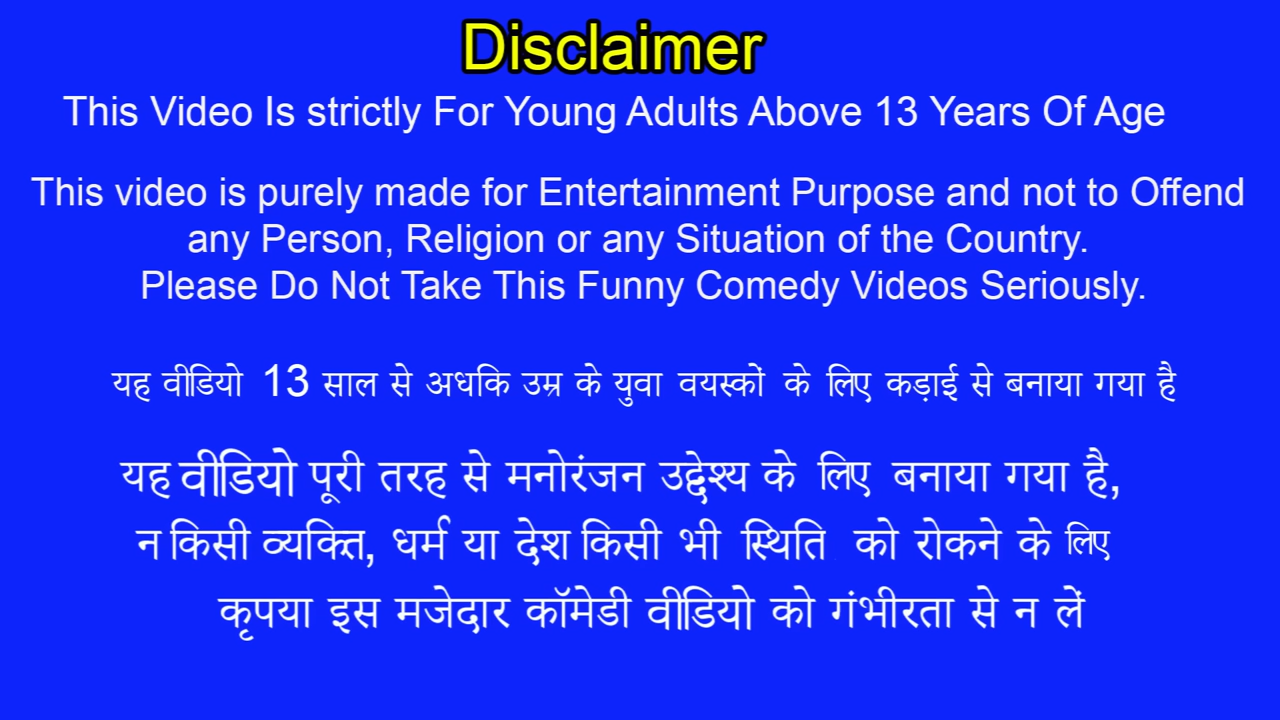 Disclaimer
This Video Is strictly For Young Adults Above 13 Years Of Age
This video is purely made for Entertainment Purpose and not to Offend
any Person, Religion or any Situation of the Country.
Please Do Not Take This Funny Comedy Videos Seriously.
यह वीडियो 13 साल से अधकि उम्र के युवा वयस्कों के लिए कड़ाई से बनाया गया है
यह वीडियो पूरी तरह से मनोरंजन उद्देश्य के लिए बनाया गया है,
न किसी व्यक्ति, धर्म या देश किसी भी स्थिति को रोकने के लिए
कृपया इस मजेदार कॉमेडी वीडियो को गंभीरता से न लें